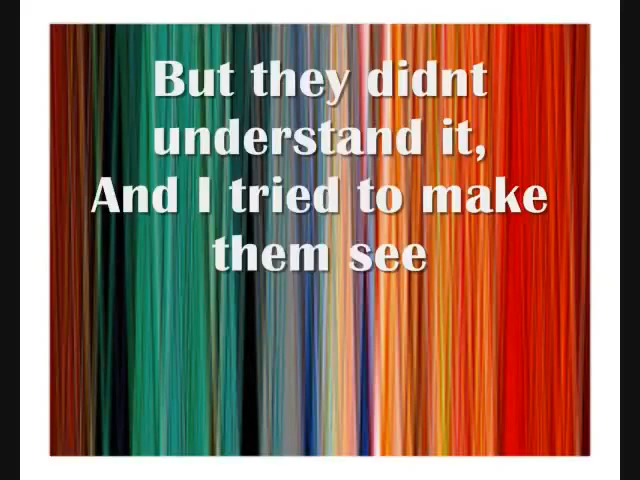 But they didnt
understand it,
And I tried to make
them see